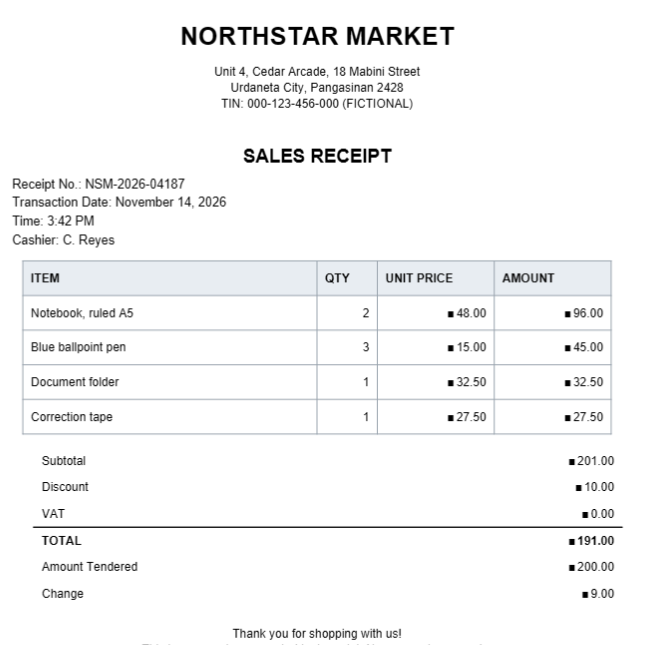 NORTHSTAR MARKET
Unit 4, Cedar Arcade, 18 Mabini Street
Urdaneta City, Pangasinan 2428
TIN: 000-123-456-000 (FICTIONAL)
SALES RECEIPT
Receipt No.: NSM-2026-04187
Transaction Date: November 14, 2026
Time: 3:42 PM
Cashier: C. Reyes
ITEM QTY UNIT PRICE AMOUNT
Notebook, ruled A5 2 ■48.00 ■96.00
Blue ballpoint pen 3 ■15.00 ■45.00
Document folder 1 ■32.50 ■32.50
Correction tape 1 ■27.50 ■27.50
Subtotal ■201.00
Discount ■10.00
VAT ■0.00
TOTAL ■191.00
Amount Tendered ■200.00
Change ■9.00
Thank you for shopping with us!